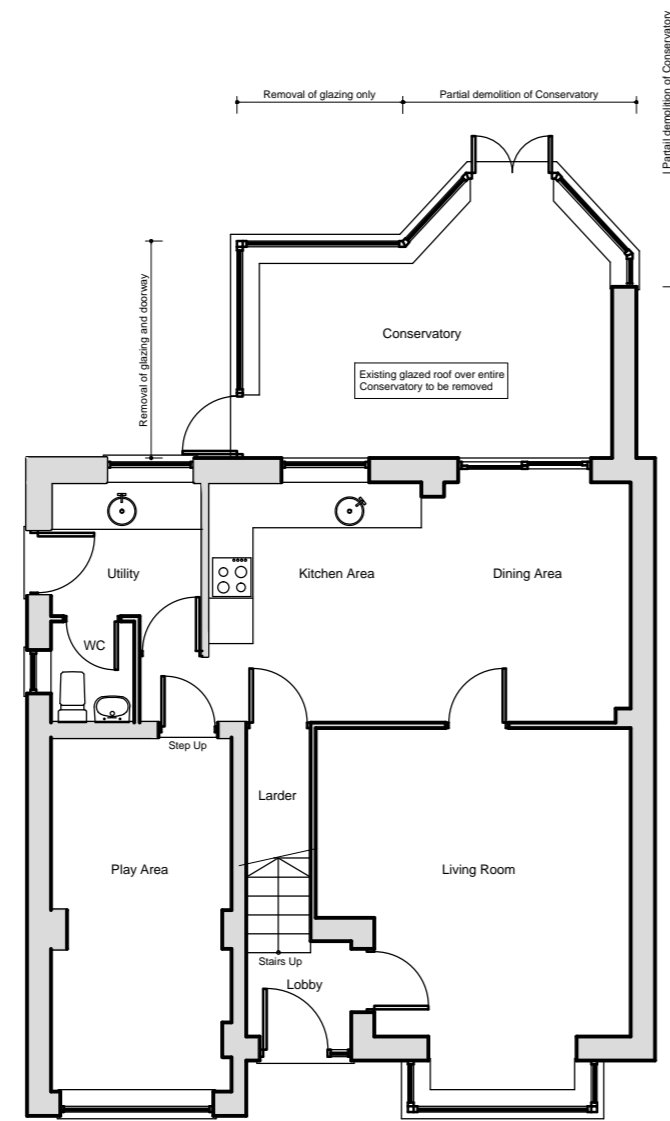 Partail demolition of Conservatory
Removal of glazing only
Partial demolition of Conservatory
Removal of glazing and doorway
Conservatory
Existing glazed roof over entire
Conservatory to be removed
Utility
Kitchen Area
Dining Area
WC
Step Up
Larder
Play Area
Living Room
Stairs Up
Lobby